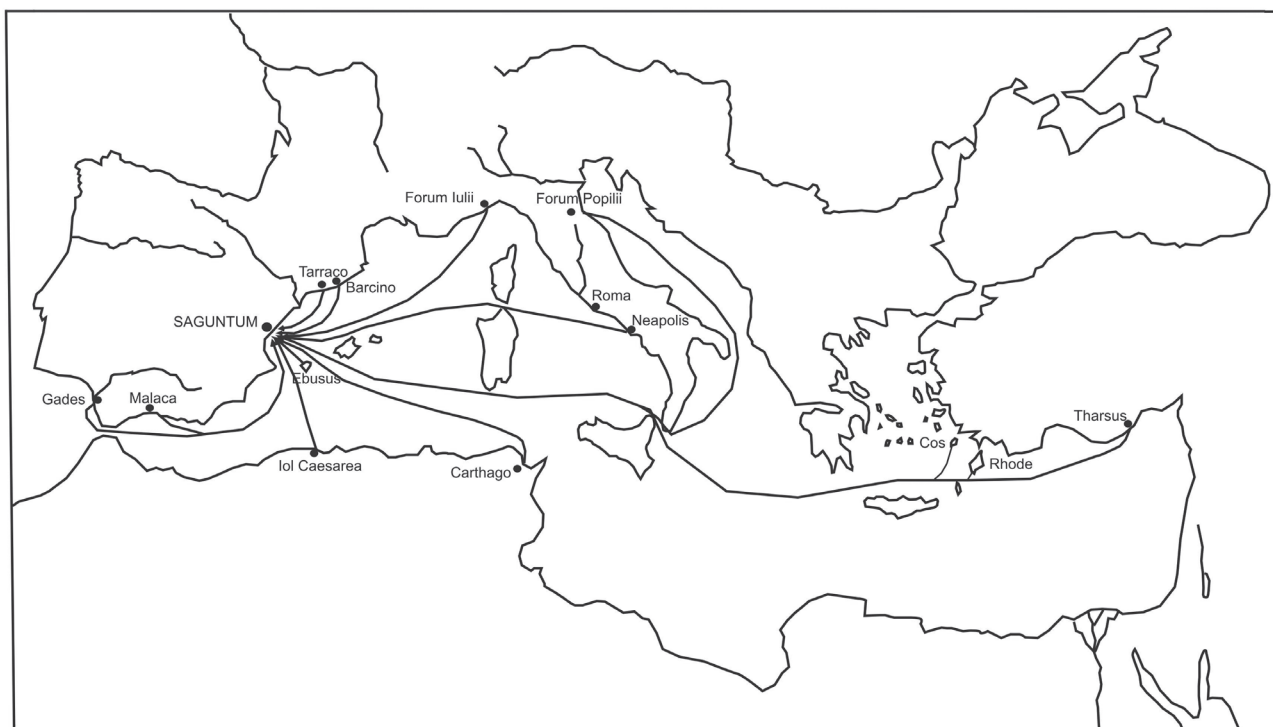 Forum Iulii
Forum Popilii
Tarraco
Barcino
Roma
SAGUNTUM
Neapolis
Ebusus
Gades
Malaca
Tharsus
Cos
Iol Caesarea
Carthago
Rhode